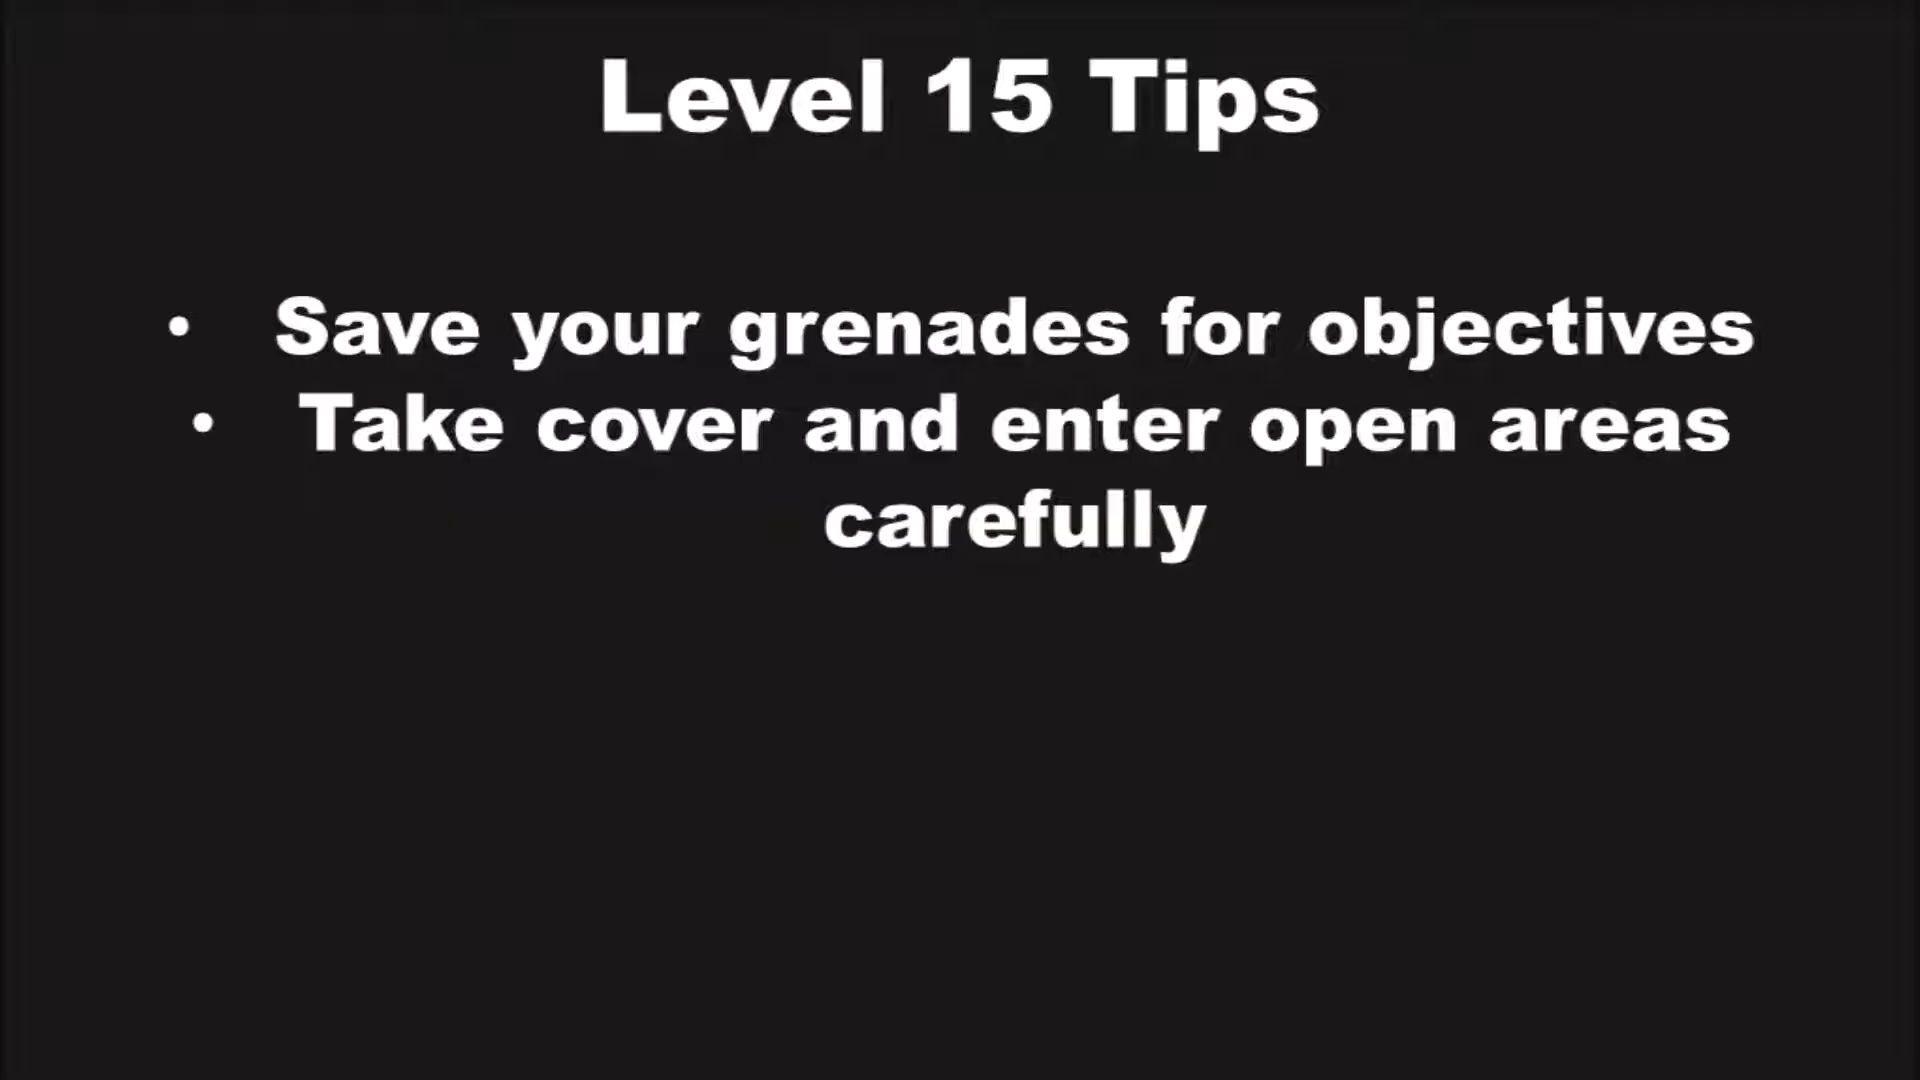 Level 15 Tips
• Save your grenades for objectives
• Take cover and enter open areas
carefully